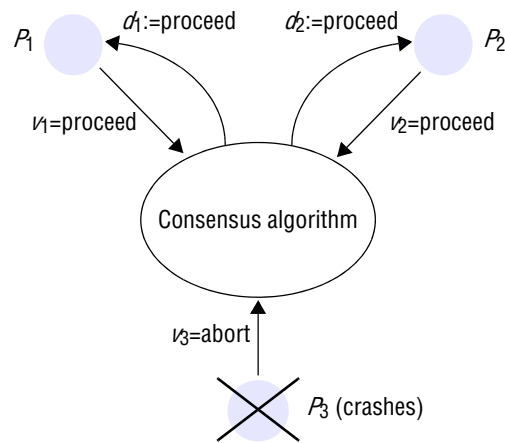 d1:=proceed
d2:=proceed
P1
P2
v1=proceed
v2=proceed
Consensus algorithm
v3=abort
P3 (crashes)